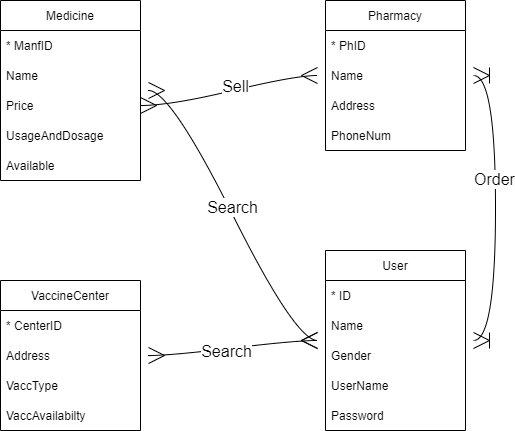 Medicine
* ManfID
Name
Price
UsageAndDosage
Available
Pharmacy
* PhID
Name
Address
PhoneNum
Sell
Order
Search
VaccineCenter
* CenterID
Address
VaccType
VaccAvailabilty
Search
User
* ID
Name
Gender
UserName
Password